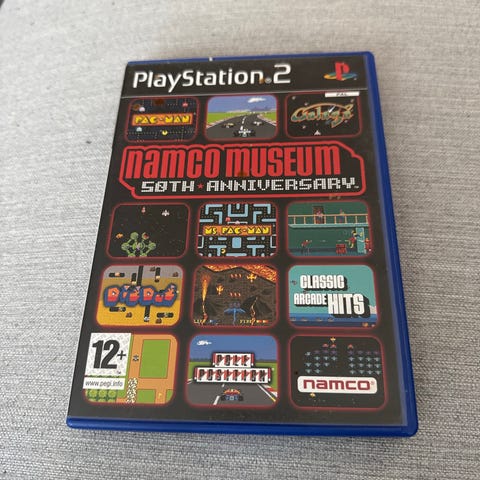 PlayStation.2
PAL
PAC-MAN
Galaga
namco museum
50TH ★ ANNIVERSARY™
MS. PAC-MAN
DIG DUG
CLASSIC
ARCADE
HITS
12+
www.pegi.info
POLE
POSITION
namco